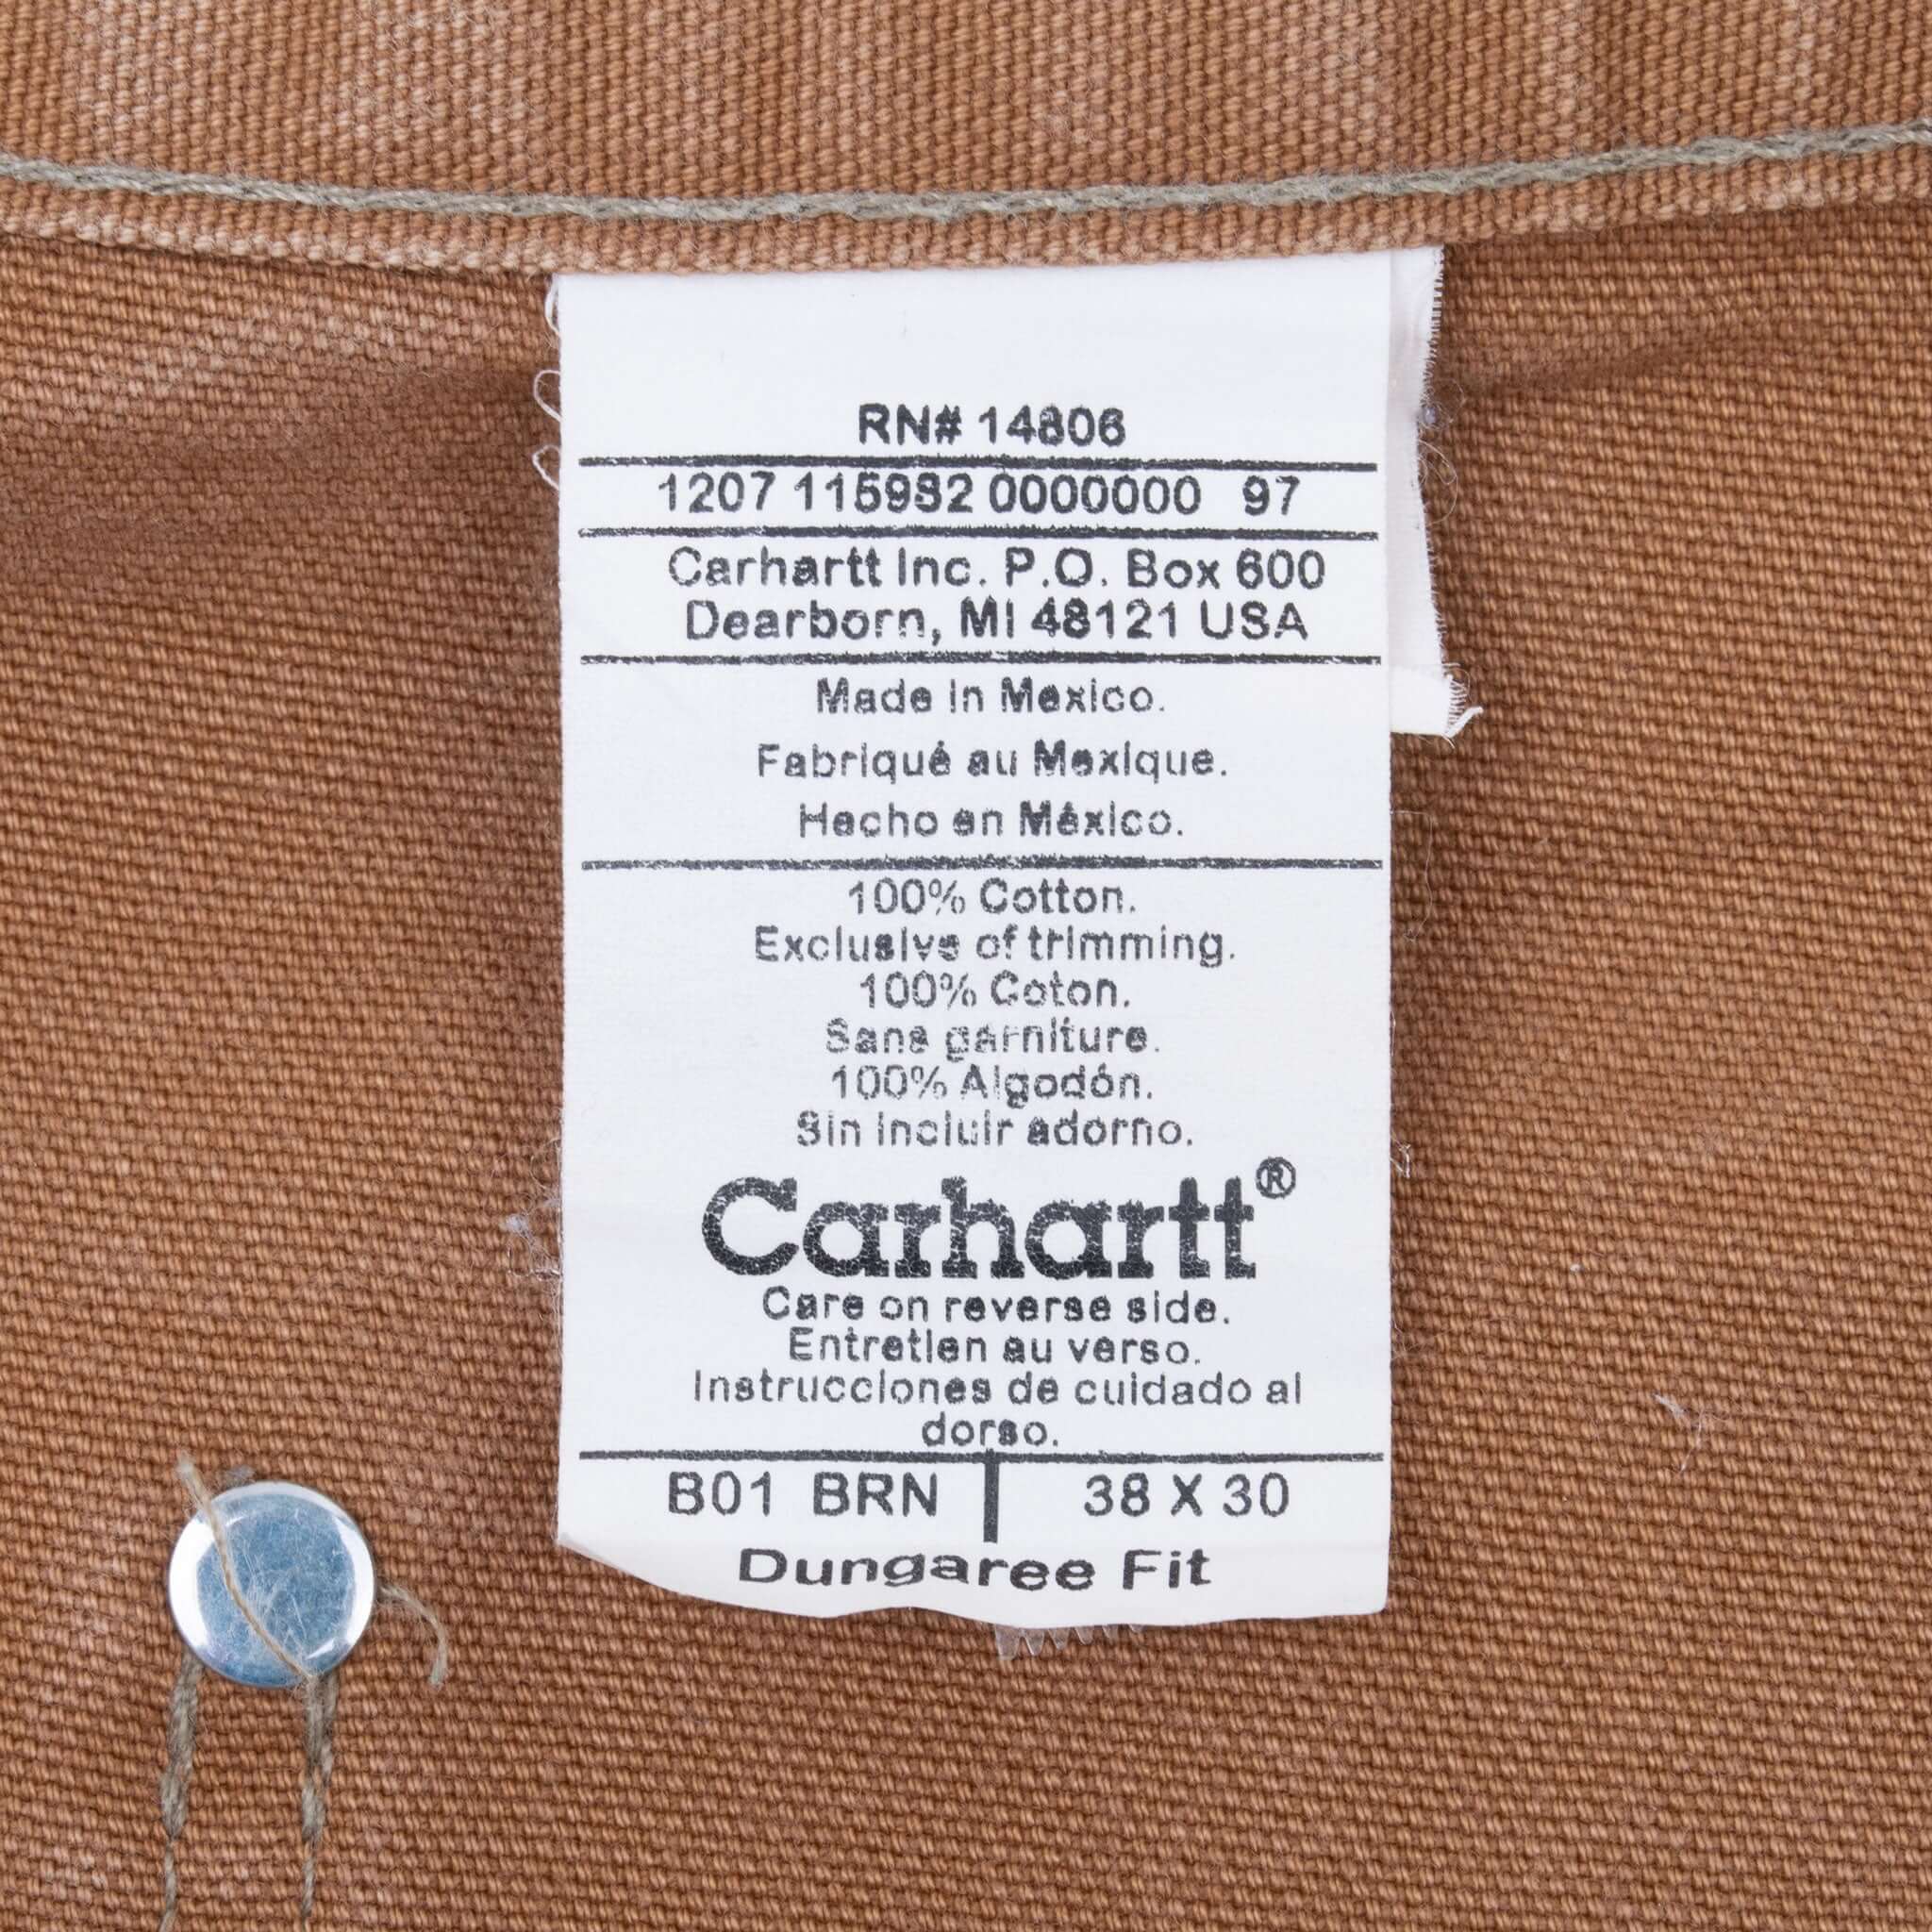 RN# 14806
1207 115982 0000000 97
Carhartt Inc. P.O. Box 600
Dearborn, MI 48121 USA
Made in Mexico.
Fabriqué au Mexique.
Hecho en México.
100% Cotton.
Exclusive of trimming.
100% Coton.
Sans garniture.
100% Algodón.
Sin incluir adorno.
Carhartt®
Care on reverse side.
Entretien au verso.
Instrucciones de cuidado al
dorso.
B01 BRN | 38 X 30
Dungaree Fit